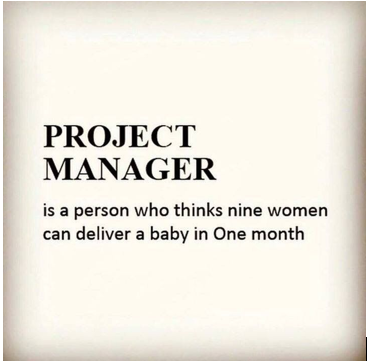 PROJECT
MANAGER
is a person who thinks nine women
can deliver a baby in One month